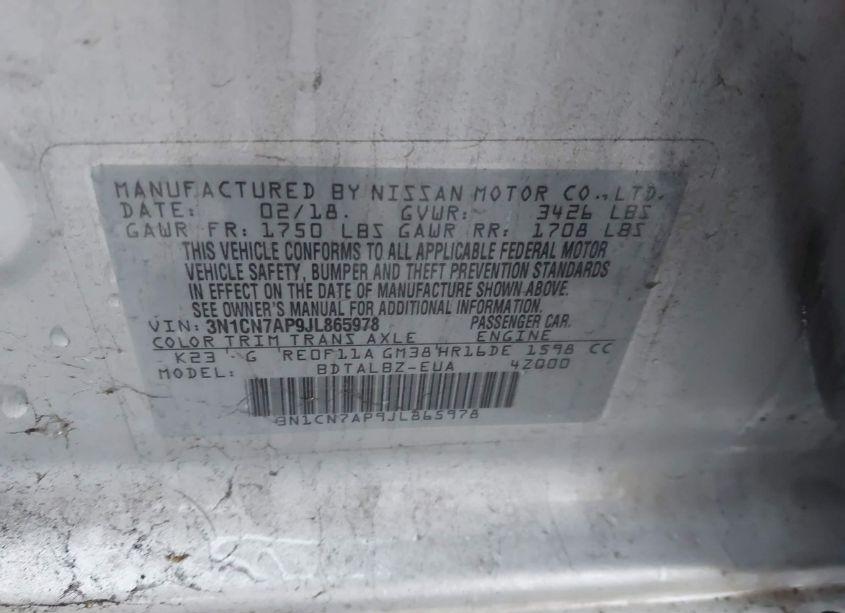 MANUFACTURED BY NISSAN MOTOR CO., LTD.
DATE: 02/18. GVWR: 3426 LBS
GAWR FR: 1750 LBS GAWR RR: 1708 LBS
THIS VEHICLE CONFORMS TO ALL APPLICABLE FEDERAL MOTOR
VEHICLE SAFETY, BUMPER AND THEFT PREVENTION STANDARDS
IN EFFECT ON THE DATE OF MANUFACTURE SHOWN ABOVE.
SEE OWNER'S MANUAL FOR ADDITIONAL INFORMATION.
VIN: 3N1CN7AP9JL865978 PASSENGER CAR.
COLOR TRIM TRANS AXLE ENGINE
K23 G RE0F11A GM38 HR16DE 1598 CC
MODEL: BDTALBZ-EUA 4Z000
3N1CN7AP9JL865978